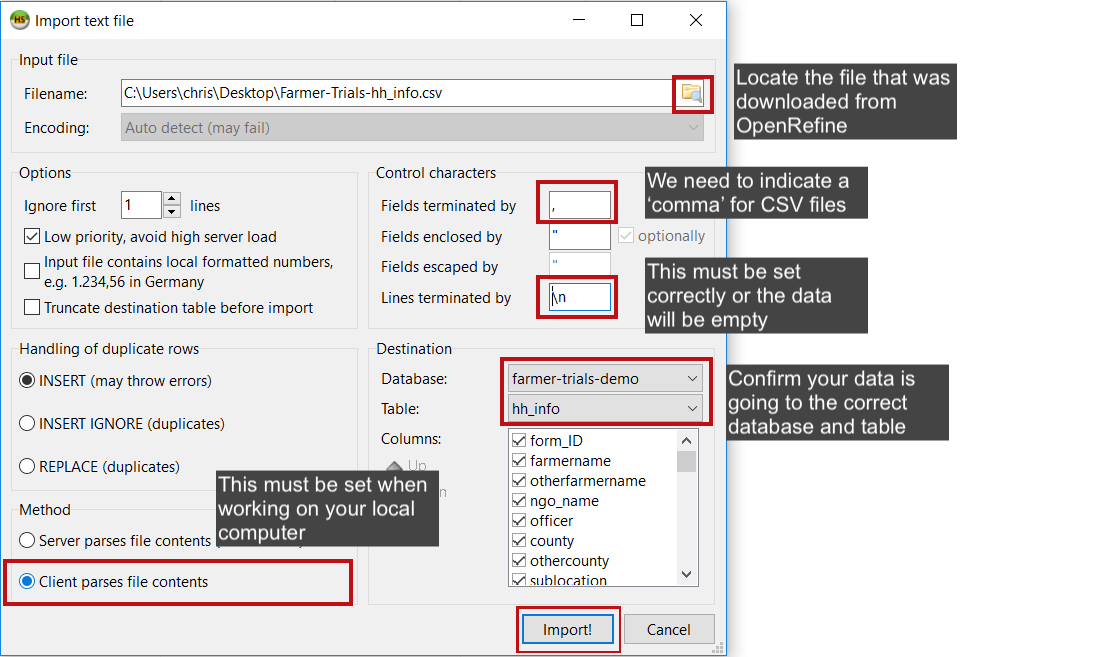 HS Import text file
Input file
Filename: C:\Users\chris\Desktop\Farmer-Trials-hh_info.csv
Encoding: Auto detect (may fail)
Locate the file that was
downloaded from
OpenRefine
Options
Ignore first 1 lines
Low priority, avoid high server load
Input file contains local formatted numbers,
e.g. 1.234,56 in Germany
Truncate destination table before import
Control characters
Fields terminated by ,
Fields enclosed by " optionally
Fields escaped by "
Lines terminated by \n
We need to indicate a
‘comma’ for CSV files
This must be set
correctly or the data
will be empty
Handling of duplicate rows
INSERT (may throw errors)
INSERT IGNORE (duplicates)
REPLACE (duplicates)
Method
Server parses file contents
Client parses file contents
This must be set when
working on your local
computer
Destination
Database: farmer-trials-demo
Table: hh_info
Columns:
Up
form_ID
farmername
otherfarmername
ngo_name
officer
county
othercounty
sublocation
Confirm your data is
going to the correct
database and table
Import! Cancel